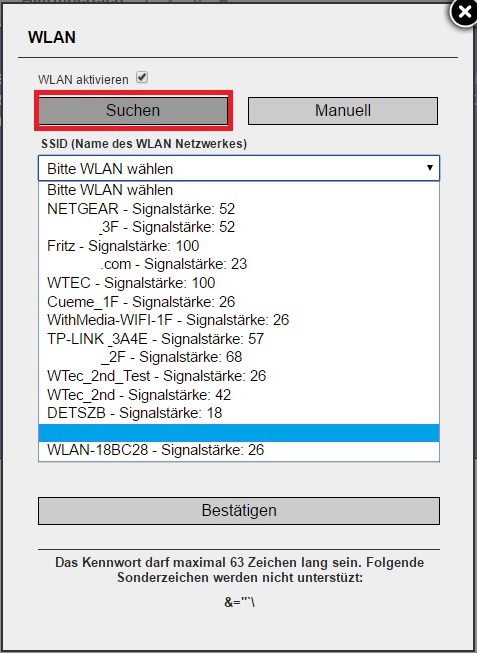 WLAN
WLAN aktivieren
Suchen
Manuell
SSID (Name des WLAN Netzwerkes)
Bitte WLAN wählen
Bitte WLAN wählen
NETGEAR - Signalstärke: 52
_3F - Signalstärke: 52
Fritz - Signalstärke: 100
.com - Signalstärke: 23
WTEC - Signalstärke: 100
Cueme_1F - Signalstärke: 26
WithMedia-WIFI-1F - Signalstärke: 26
TP-LINK _3A4E - Signalstärke: 57
_2F - Signalstärke: 68
WTec_2nd_Test - Signalstärke: 26
WTec_2nd - Signalstärke: 42
DETSZB - Signalstärke: 18
WLAN-18BC28 - Signalstärke: 26
Bestätigen
Das Kennwort darf maximal 63 Zeichen lang sein. Folgende
Sonderzeichen werden nicht unterstüzt:
&="`\